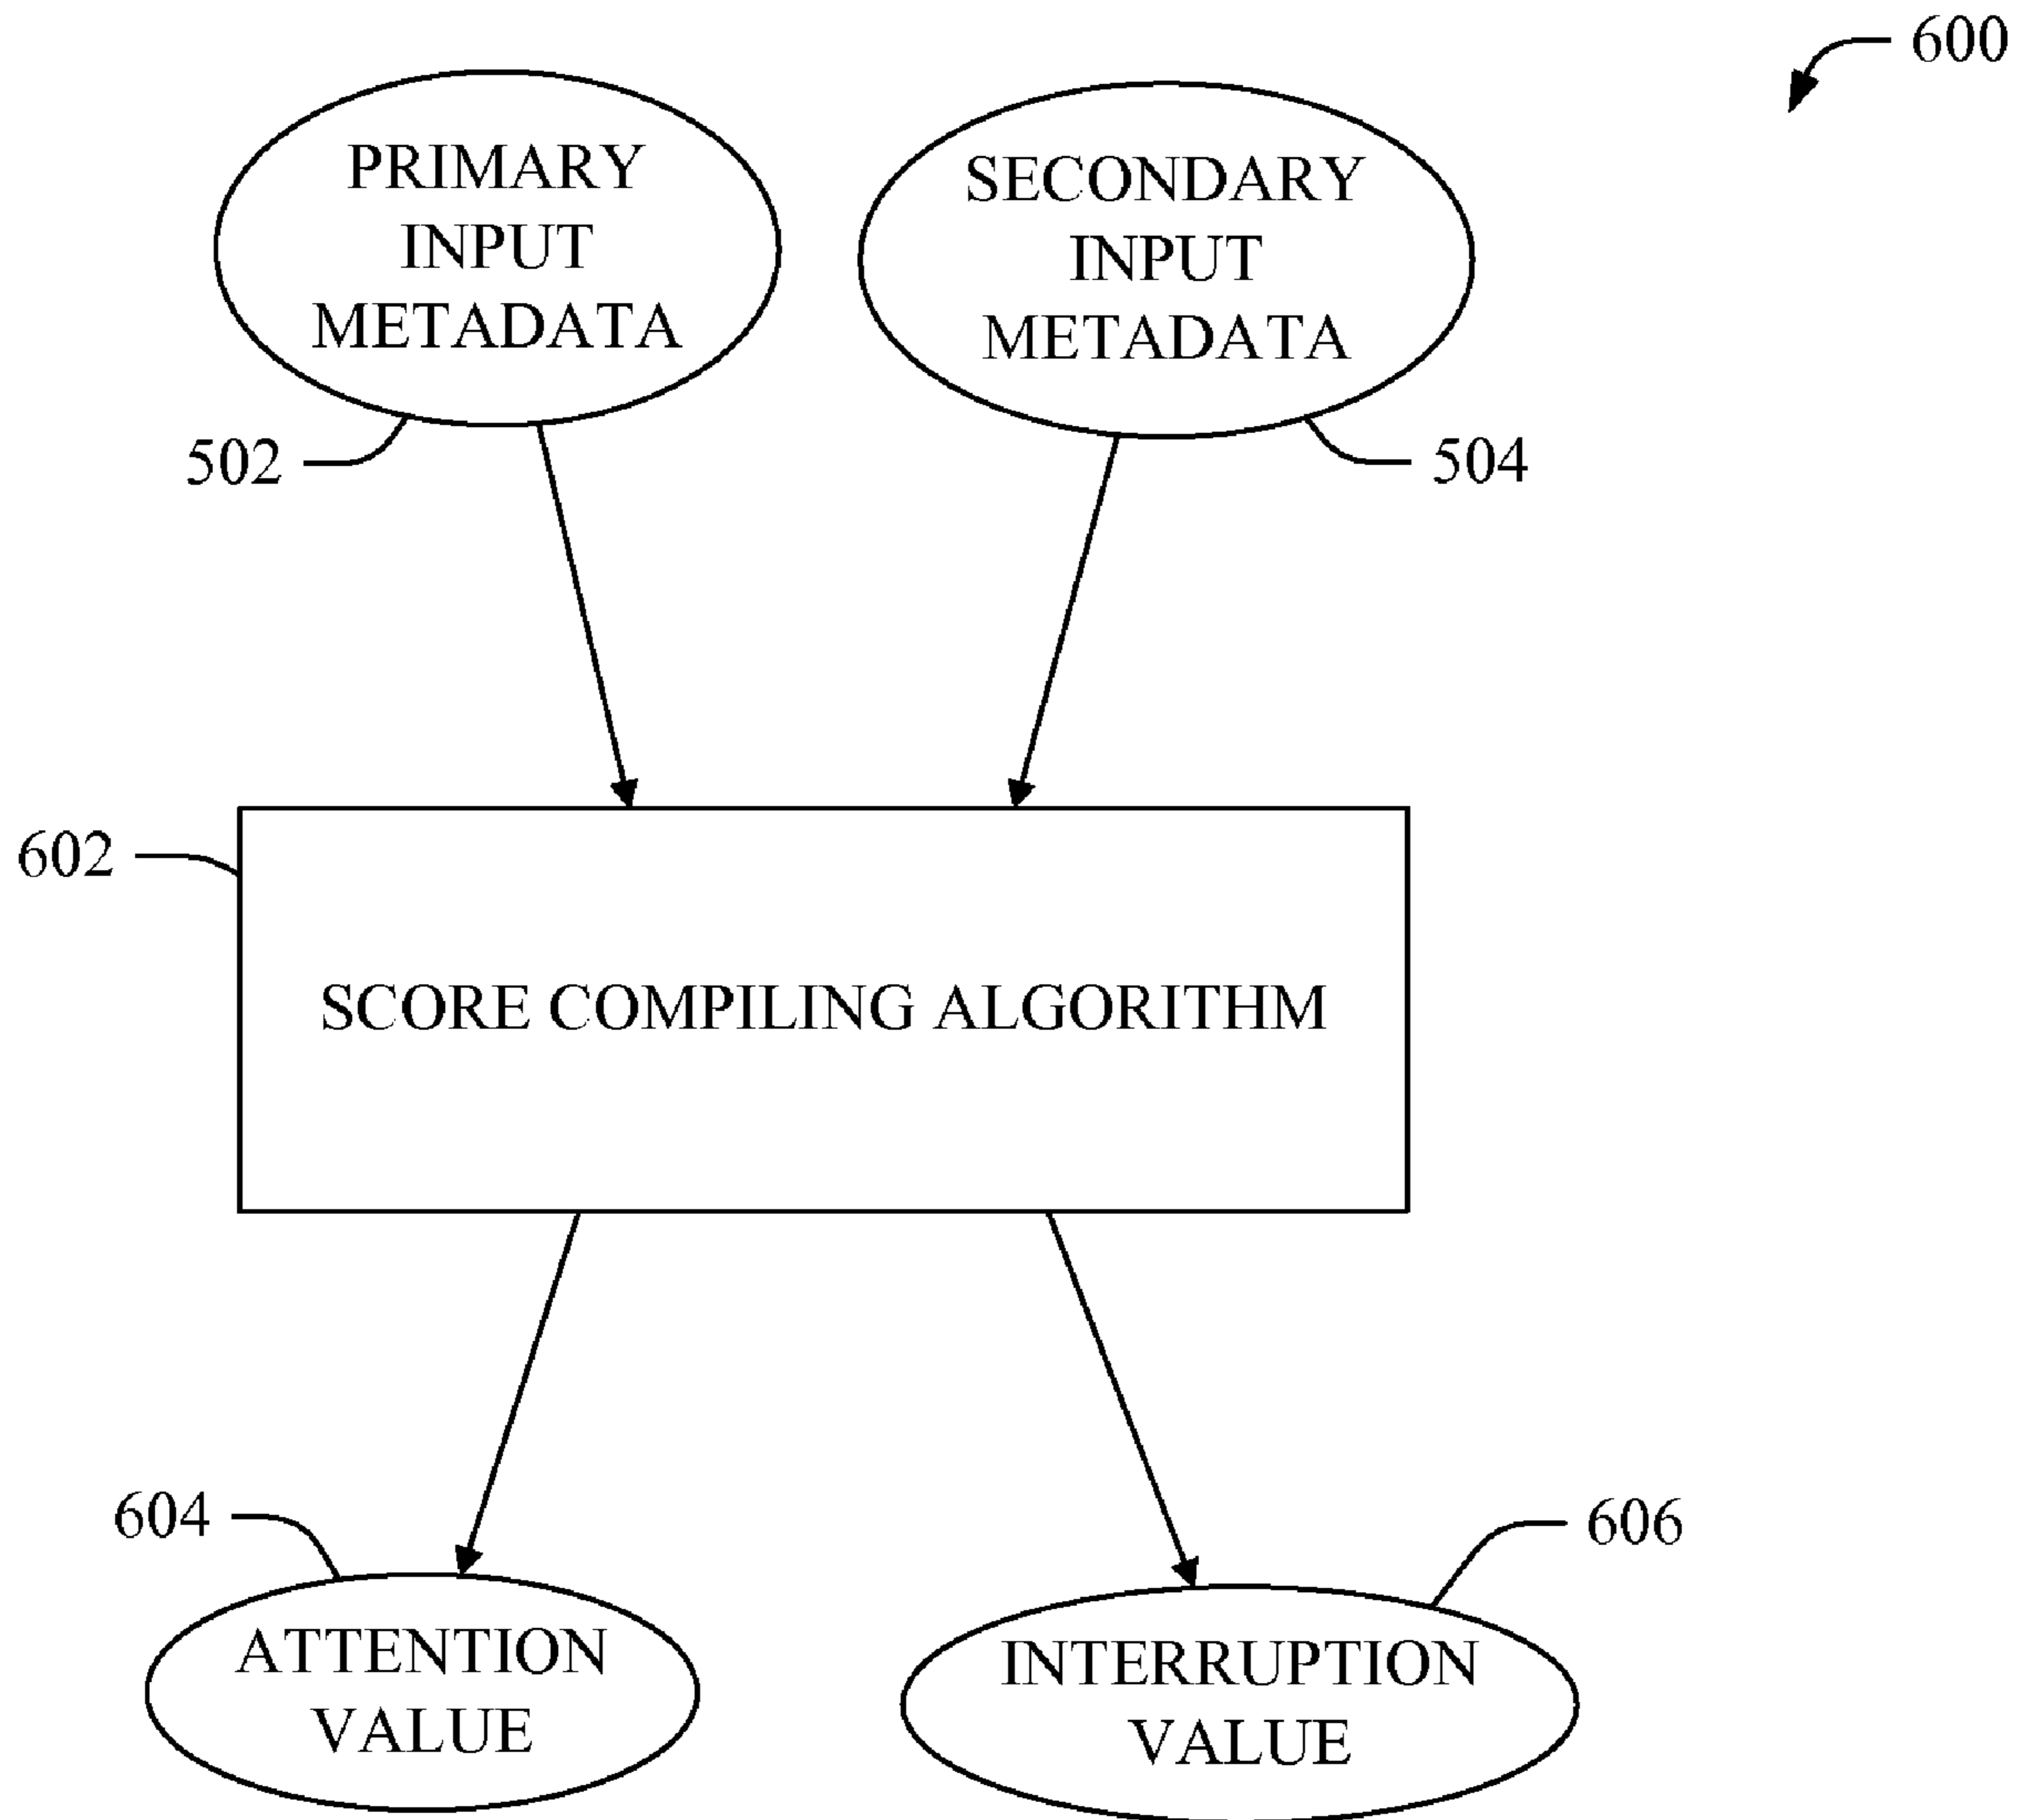 600
PRIMARY
INPUT
METADATA
SECONDARY
INPUT
METADATA
502
504
602
SCORE COMPILING ALGORITHM
604
606
ATTENTION
VALUE
INTERRUPTION
VALUE